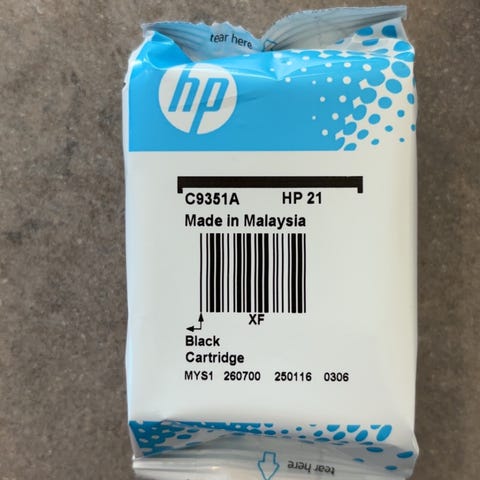 tear here
hp
C9351A HP 21
Made in Malaysia
XF
Black
Cartridge
MYS1 260700 250116 0306
tear here